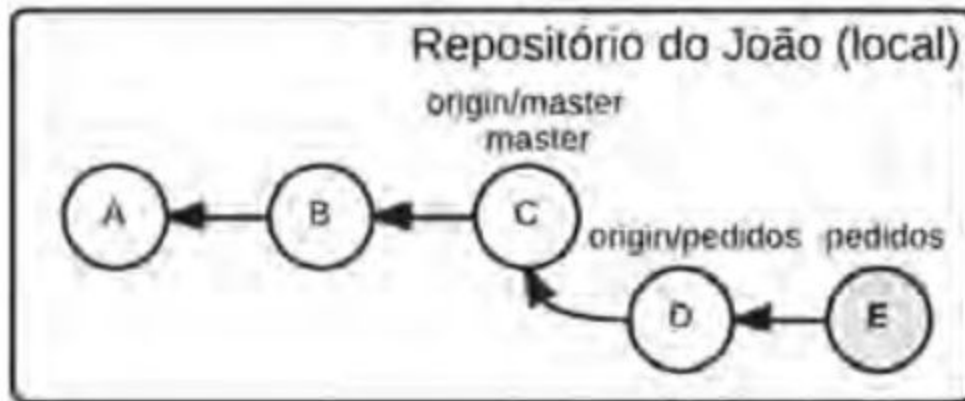 Repositório do João (local)
origin/master
master
A
B
C
origin/pedidos
pedidos
D
E